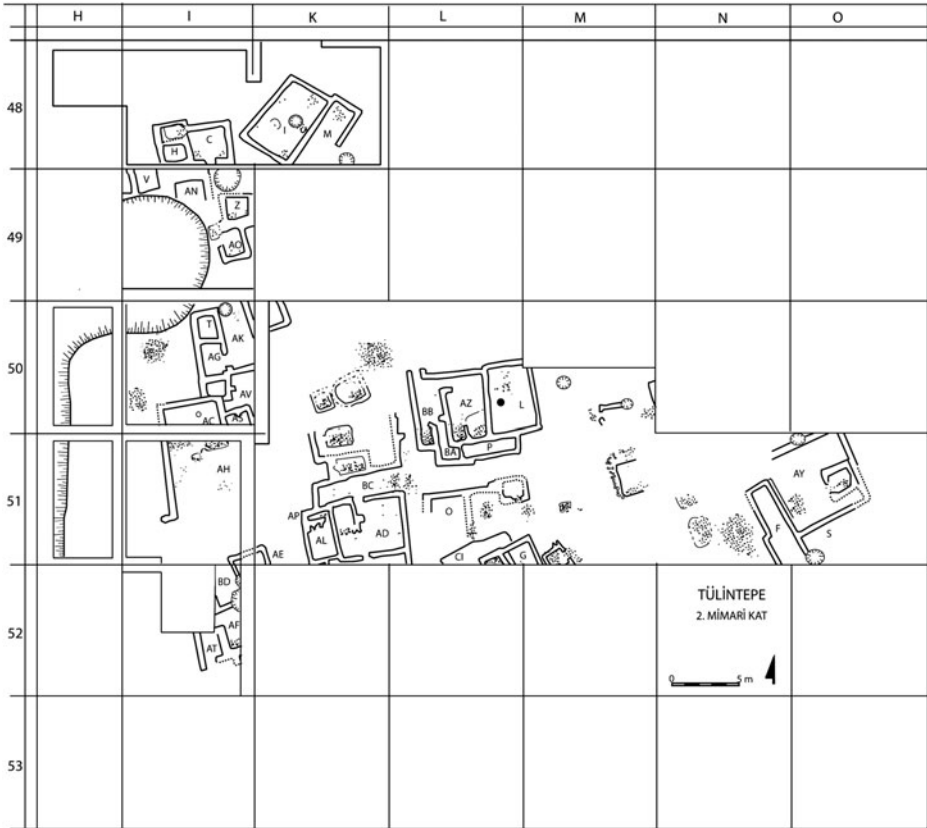 H I K L M N O
48
I M
H C
V AN Z
49
AO
T AK
50
AG
AV
AC AS
BB AZ L
BA P
AH
51
BC
AP AL AD
O
CI G
AY
F S
AE
BD
52
AF
AT
TÜLİNTEPE
2. MİMARİ KAT
0 5 m
53